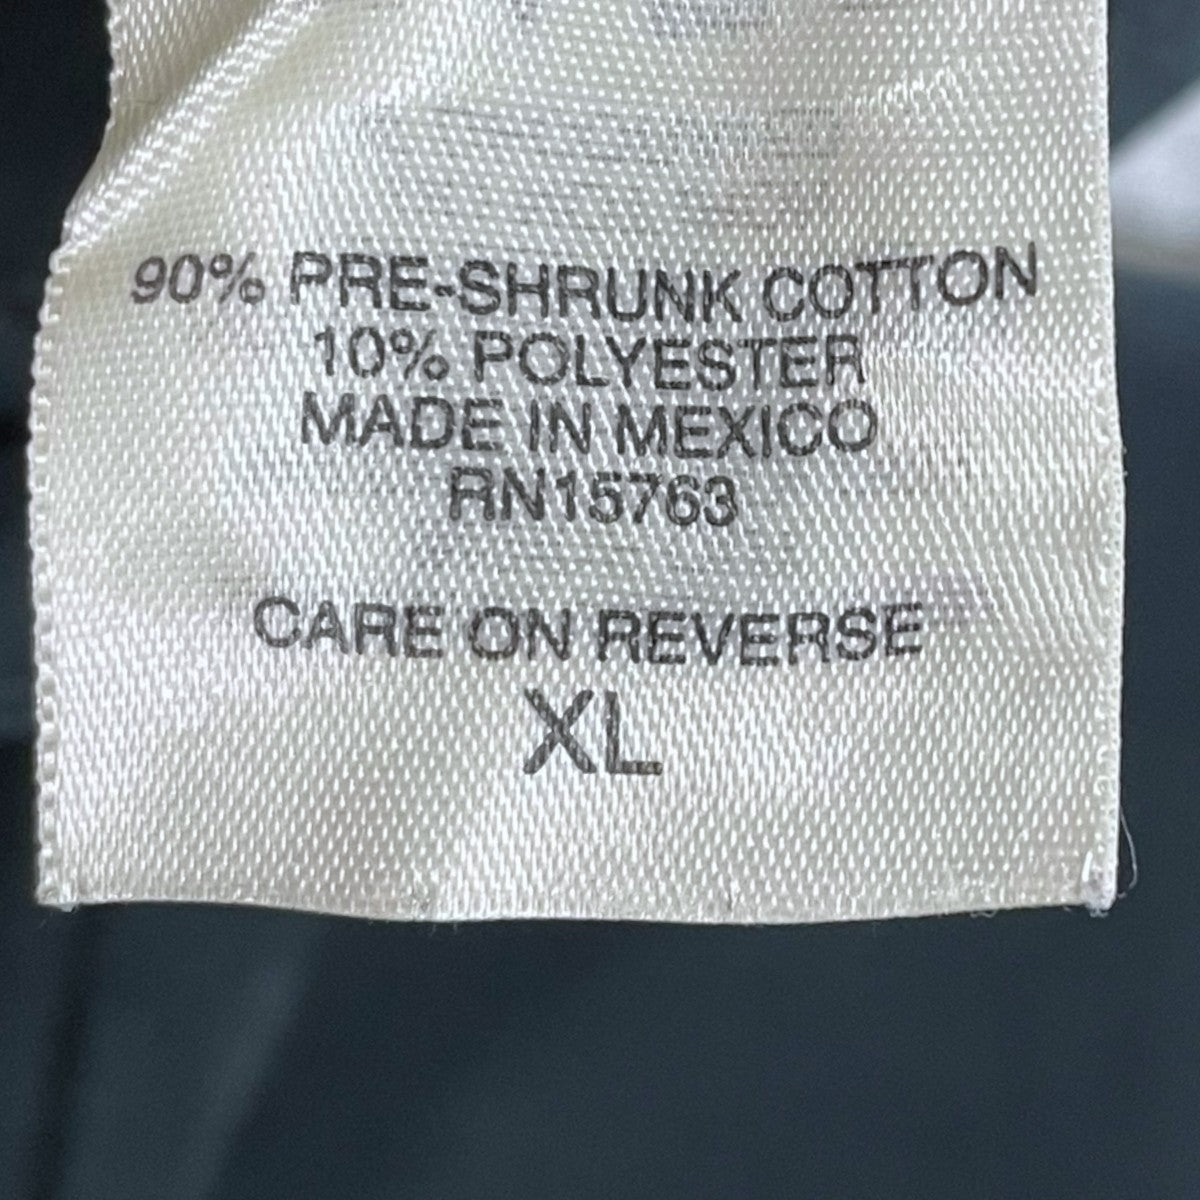 90% PRE-SHRUNK COTTON
10% POLYESTER
MADE IN MEXICO
RN15763
CARE ON REVERSE
XL